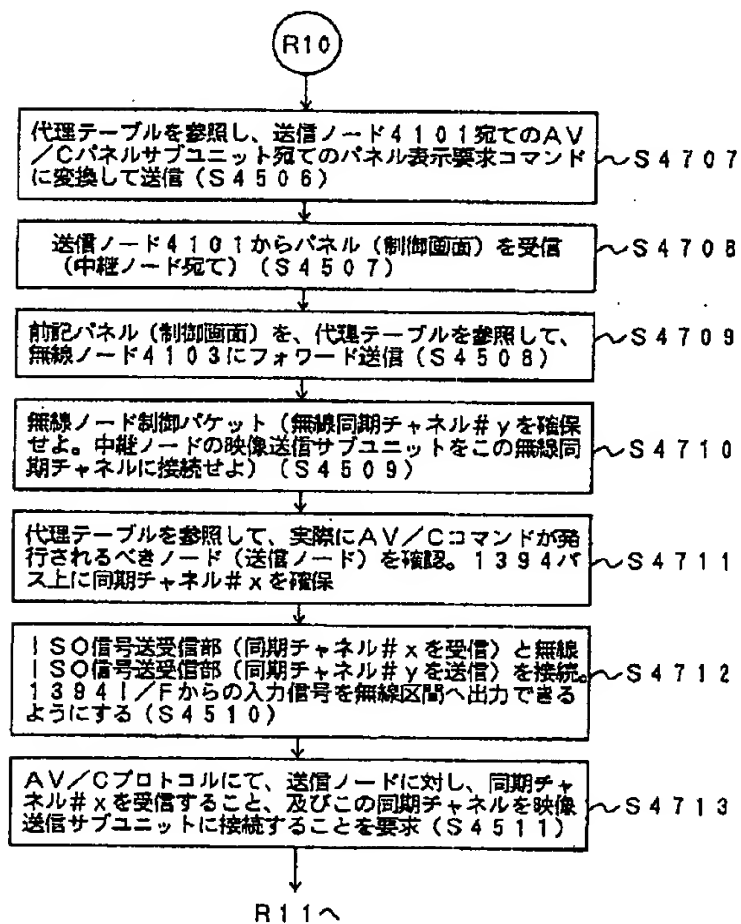 R10
代理テーブルを参照し、送信ノード4101宛てのAV
／Cパネルサブユニット宛てのパネル表示要求コマンド
に変換して送信（S4506）
～S4707
送信ノード4101からパネル（制御画面）を受信
（中継ノード宛て）（S4507）
～S4708
前記パネル（制御画面）を、代理テーブルを参照して、
無線ノード4103にフォワード送信（S4508）
～S4709
無線ノード制御パケット（無線同期チャネル#yを確保
せよ。中継ノードの映像送信サブユニットをこの無線同
期チャネルに接続せよ）（S4509）
～S4710
代理テーブルを参照して、実際にAV／Cコマンドが発
行されるべきノード（送信ノード）を確認。1394バ
ス上に同期チャネル#xを確保
～S4711
ISO信号送受信部（同期チャネル#xを受信）と無線
ISO信号送受信部（同期チャネル#yを送信）を接続。
1394I／Fからの入力信号を無線区間へ出力できる
ようにする（S4510）
～S4712
AV／Cプロトコルにて、送信ノードに対し、同期チャ
ネル#xを受信すること、及びこの同期チャネルを映像
送信サブユニットに接続することを要求（S4511）
～S4713
R11へ